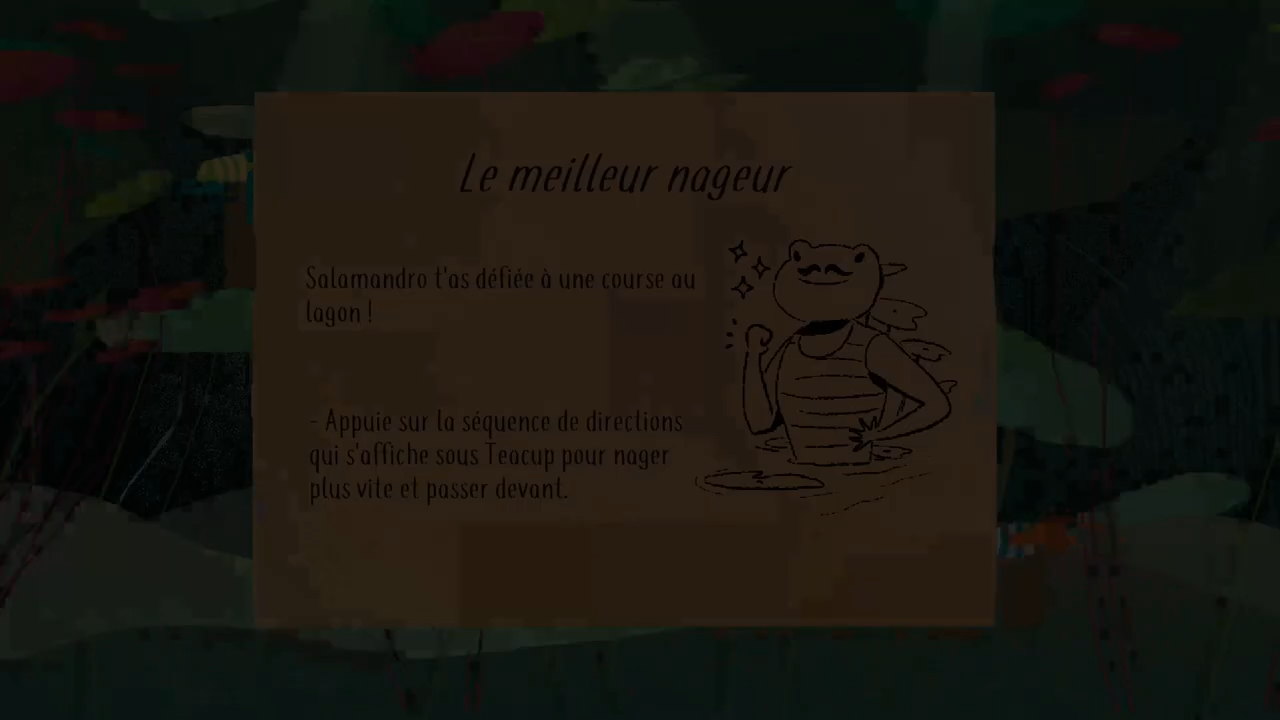 Le meilleur nageur
Salamandro t'as défiée à une course au
lagon !
- Appuie sur la séquence de directions
qui s'affiche sous Teacup pour nager
plus vite et passer devant.